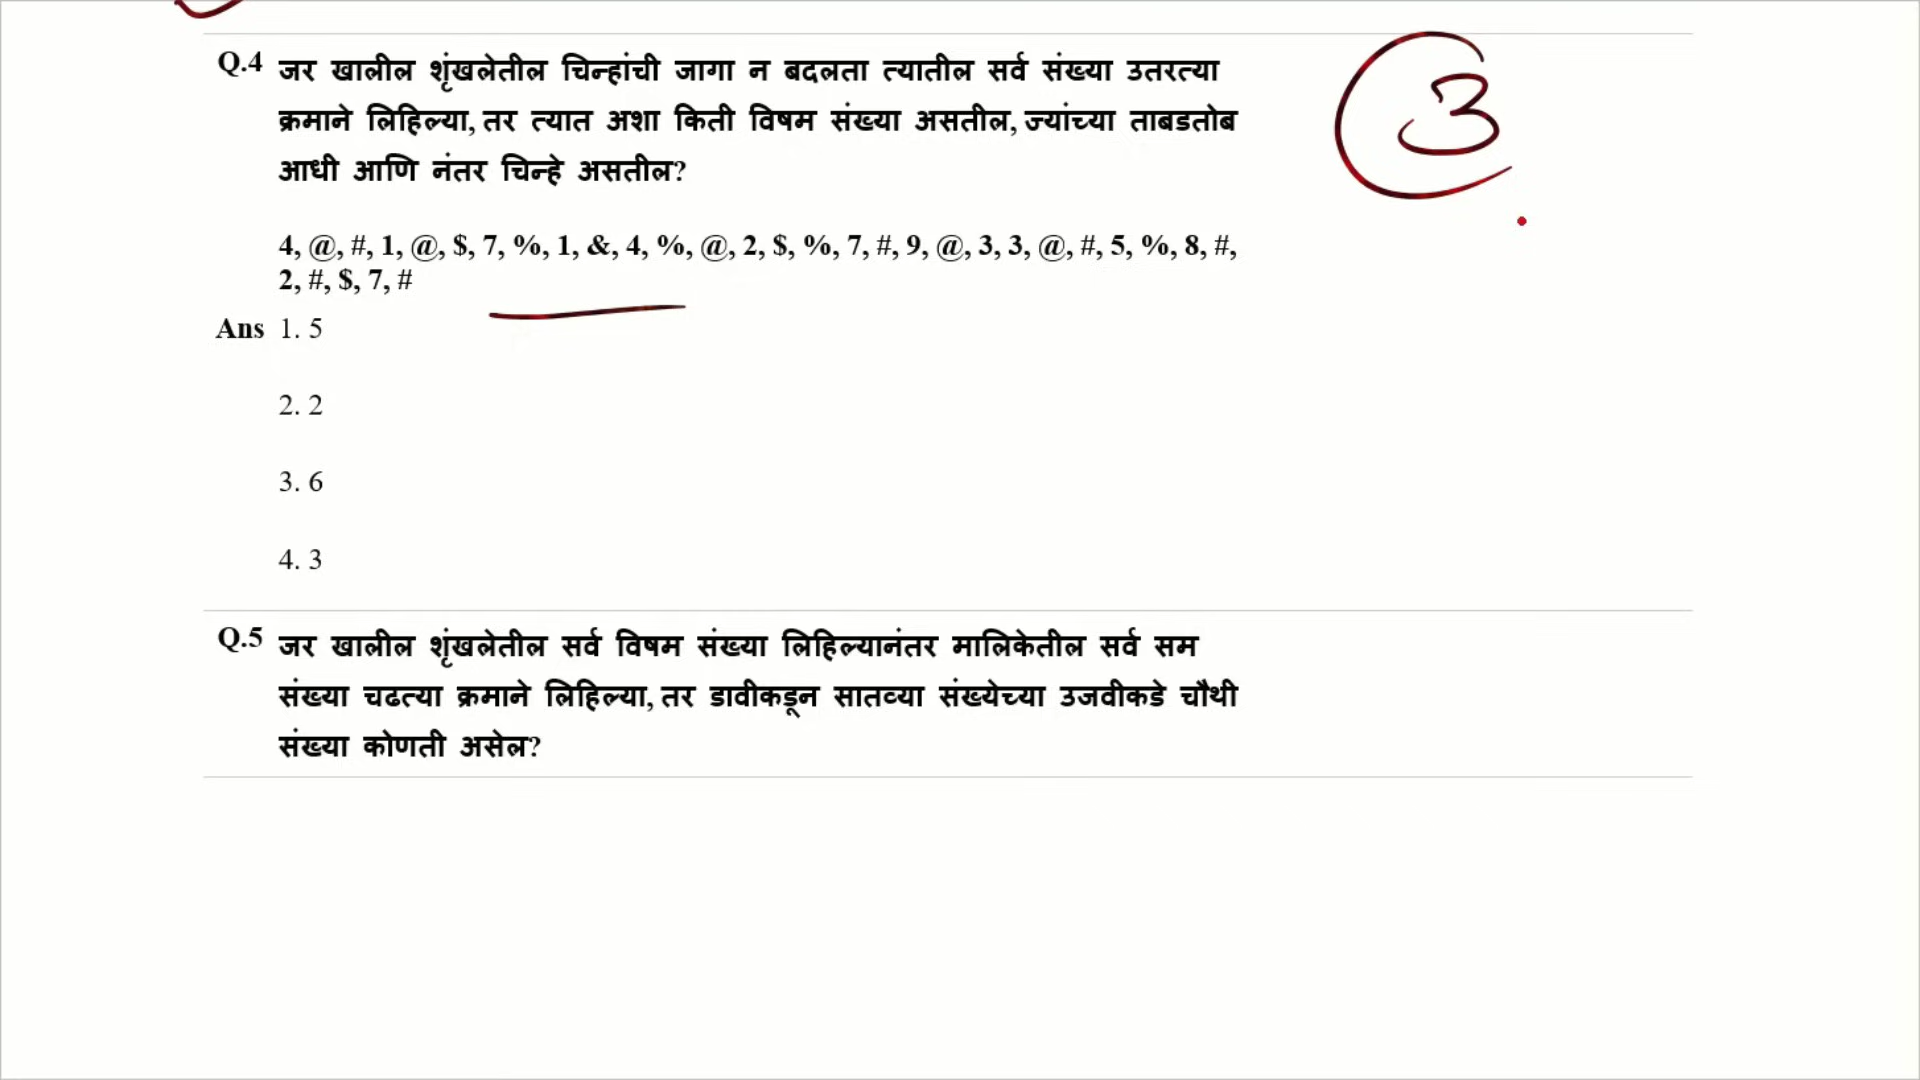 Q.4 जर खालील शृंखलेतील चिन्हांची जागा न बदलता त्यातील सर्व संख्या उतरत्या
क्रमाने लिहिल्या, तर त्यात अशा किती विषम संख्या असतील, ज्यांच्या ताबडतोब
आधी आणि नंतर चिन्हे असतील?
3
4, @, #, 1, @, $, 7, %, 1, &, 4, %, @, 2, $, %, 7, #, 9, @, 3, 3, @, #, 5, %, 8, #,
2, #, $, 7, #
Ans 1. 5
2. 2
3. 6
4. 3
Q.5 जर खालील शृंखलेतील सर्व विषम संख्या लिहिल्यानंतर मालिकेतील सर्व सम
संख्या चढत्या क्रमाने लिहिल्या, तर डावीकडून सातव्या संख्येच्या उजवीकडे चौथी
संख्या कोणती असेल?